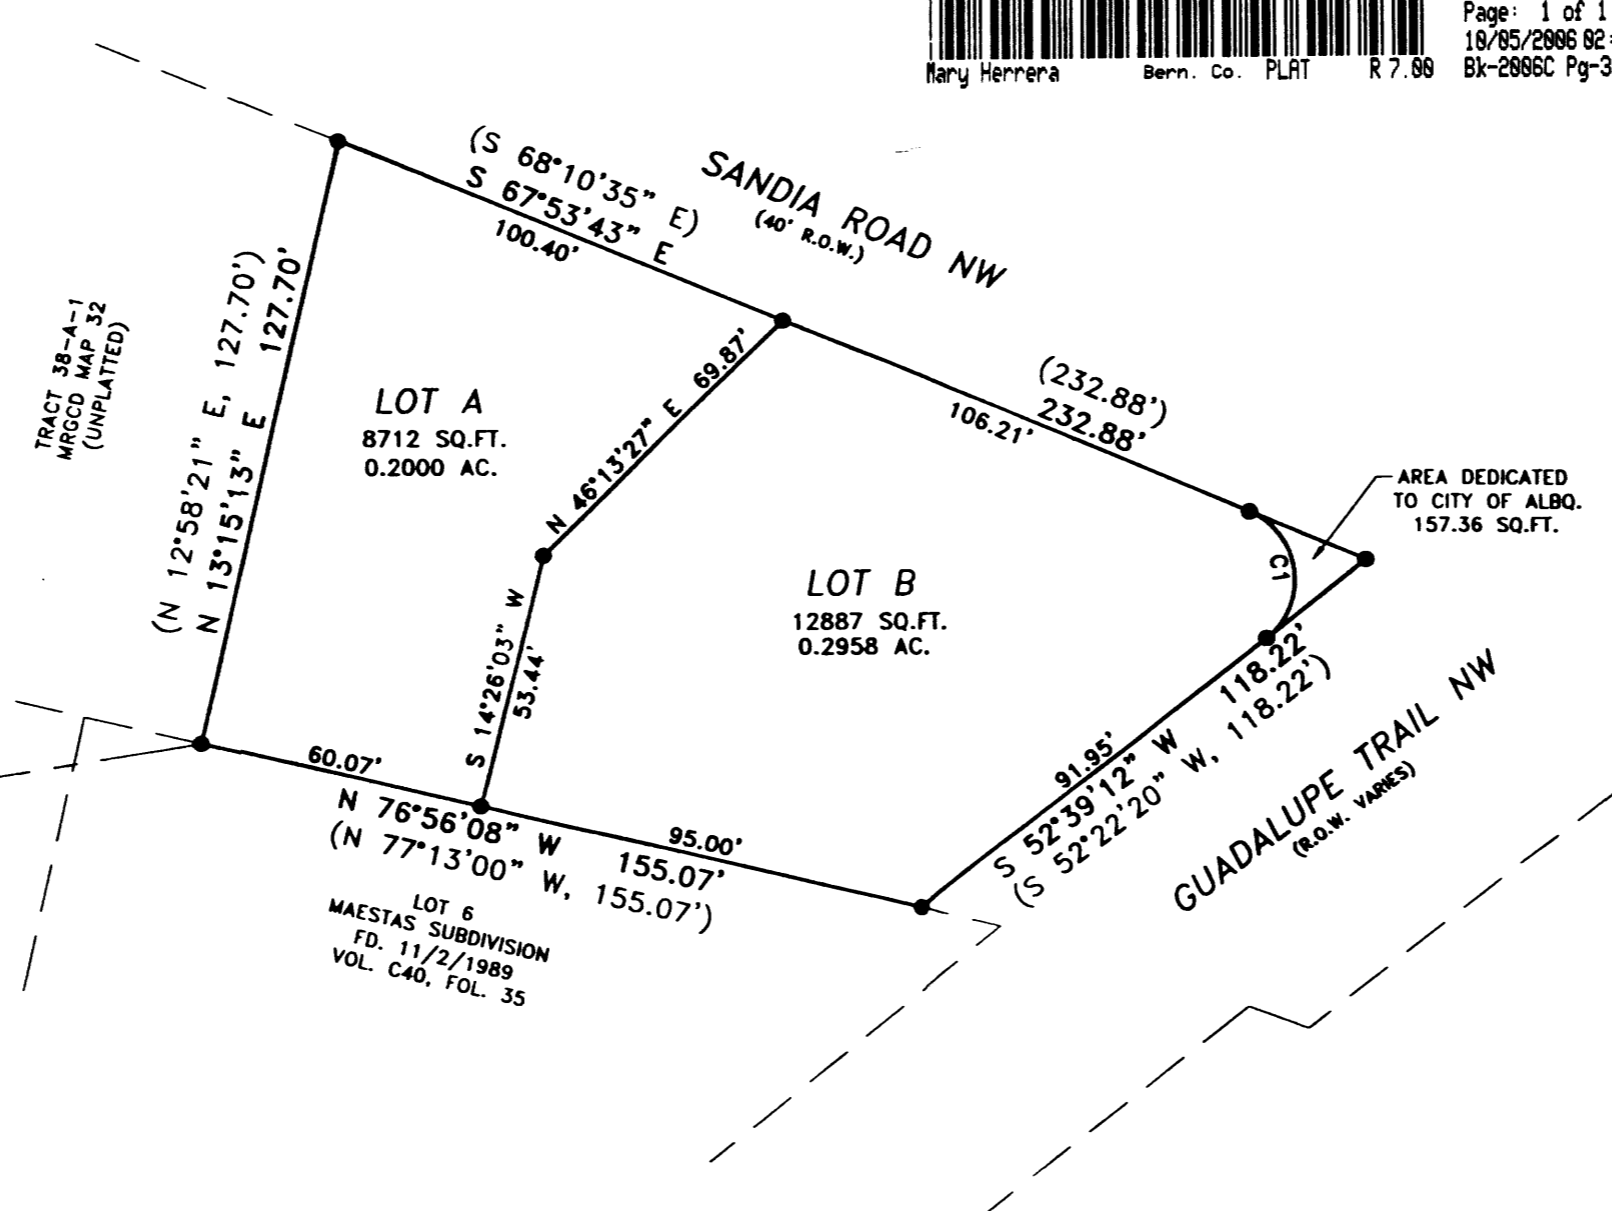 Page: 1 of 1
10/05/2006 02:
Mary Herrera Bern. Co. PLAT R 7.00 Bk-2006C Pg-3
(S 68°10'35" E)
S 67°53'43" E
100.40'
SANDIA ROAD NW
(40' R.O.W.)
(232.88')
232.88'
106.21'
AREA DEDICATED
TO CITY OF ALBQ.
157.36 SQ.FT.
C1
TRACT 38-A-1
MRGCD MAP 32
(UNPLATTED)
(N 12°58'21" E, 127.70')
N 13°15'13" E 127.70'
LOT A
8712 SQ.FT.
0.2000 AC.
N 46°13'27" E 69.87'
S 14°26'03" W
53.44'
LOT B
12887 SQ.FT.
0.2958 AC.
60.07'
N 76°56'08" W 155.07'
(N 77°13'00" W, 155.07')
95.00'
91.95'
S 52°39'12" W 118.22'
(S 52°22'20" W, 118.22')
GUADALUPE TRAIL NW
(R.O.W. VARIES)
LOT 6
MAESTAS SUBDIVISION
FD. 11/2/1989
VOL. C40, FOL. 35